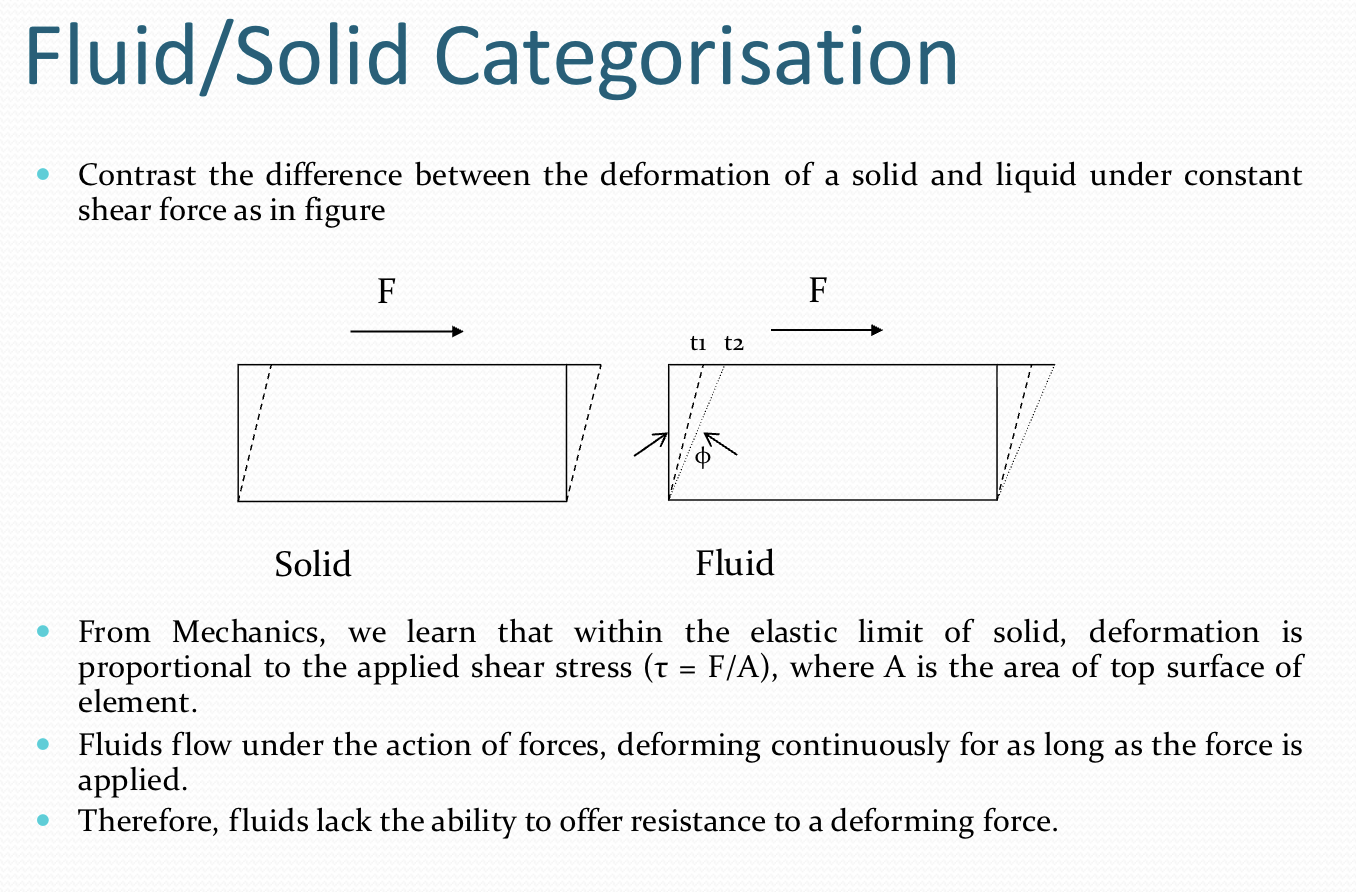 Fluid/Solid Categorisation
Contrast the difference between the deformation of a solid and liquid under constant
shear force as in figure
F
F
t1 t2
ϕ
Solid
Fluid
From Mechanics, we learn that within the elastic limit of solid, deformation is
proportional to the applied shear stress (τ = F/A), where A is the area of top surface of
element.
Fluids flow under the action of forces, deforming continuously for as long as the force is
applied.
Therefore, fluids lack the ability to offer resistance to a deforming force.